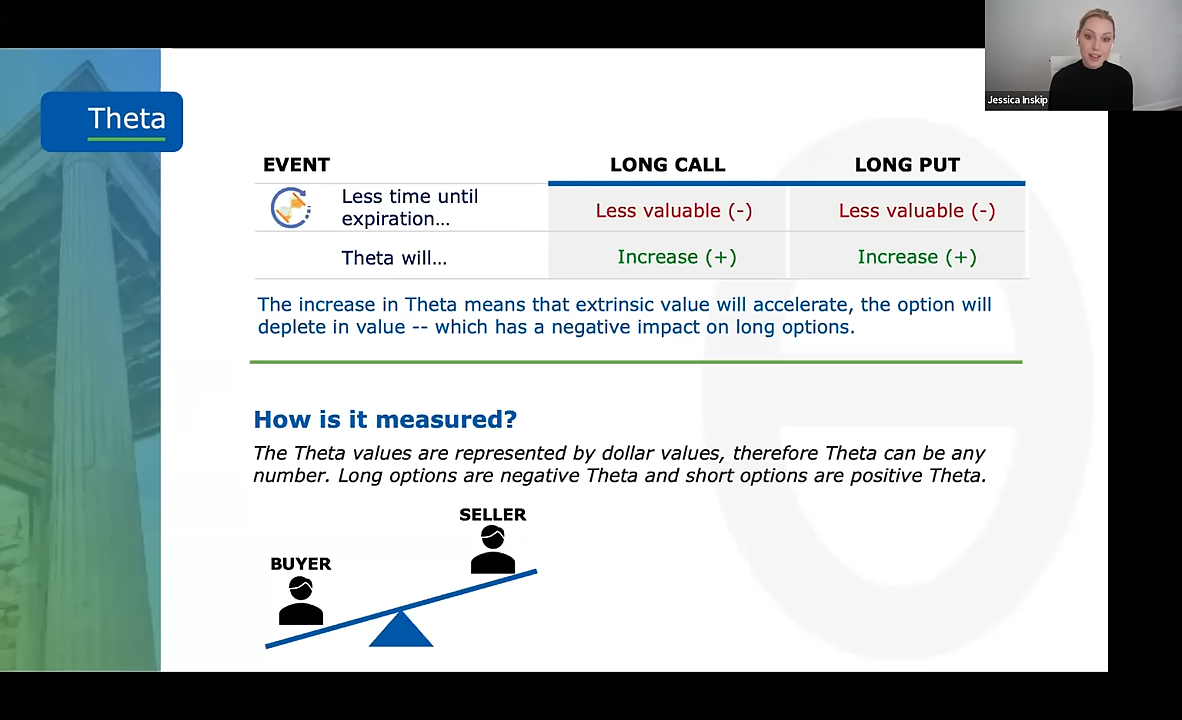 Jessica Inskip
Theta
EVENT LONG CALL LONG PUT
Less time until
expiration…
Less valuable (-) Less valuable (-)
Theta will… Increase (+) Increase (+)
The increase in Theta means that extrinsic value will accelerate, the option will
deplete in value -- which has a negative impact on long options.
How is it measured?
The Theta values are represented by dollar values, therefore Theta can be any
number. Long options are negative Theta and short options are positive Theta.
SELLER
BUYER